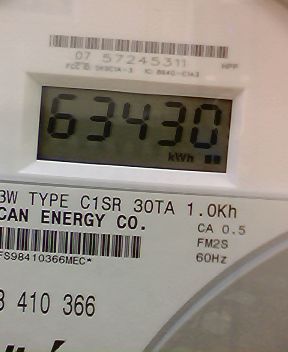 07 57245311
HPP
63430
kWh
3W TYPE C1SR 30TA 1.0Kh
CAN ENERGY CO.
CA 0.5
FM2S
FS98410366MEC*
60Hz
3 410 366